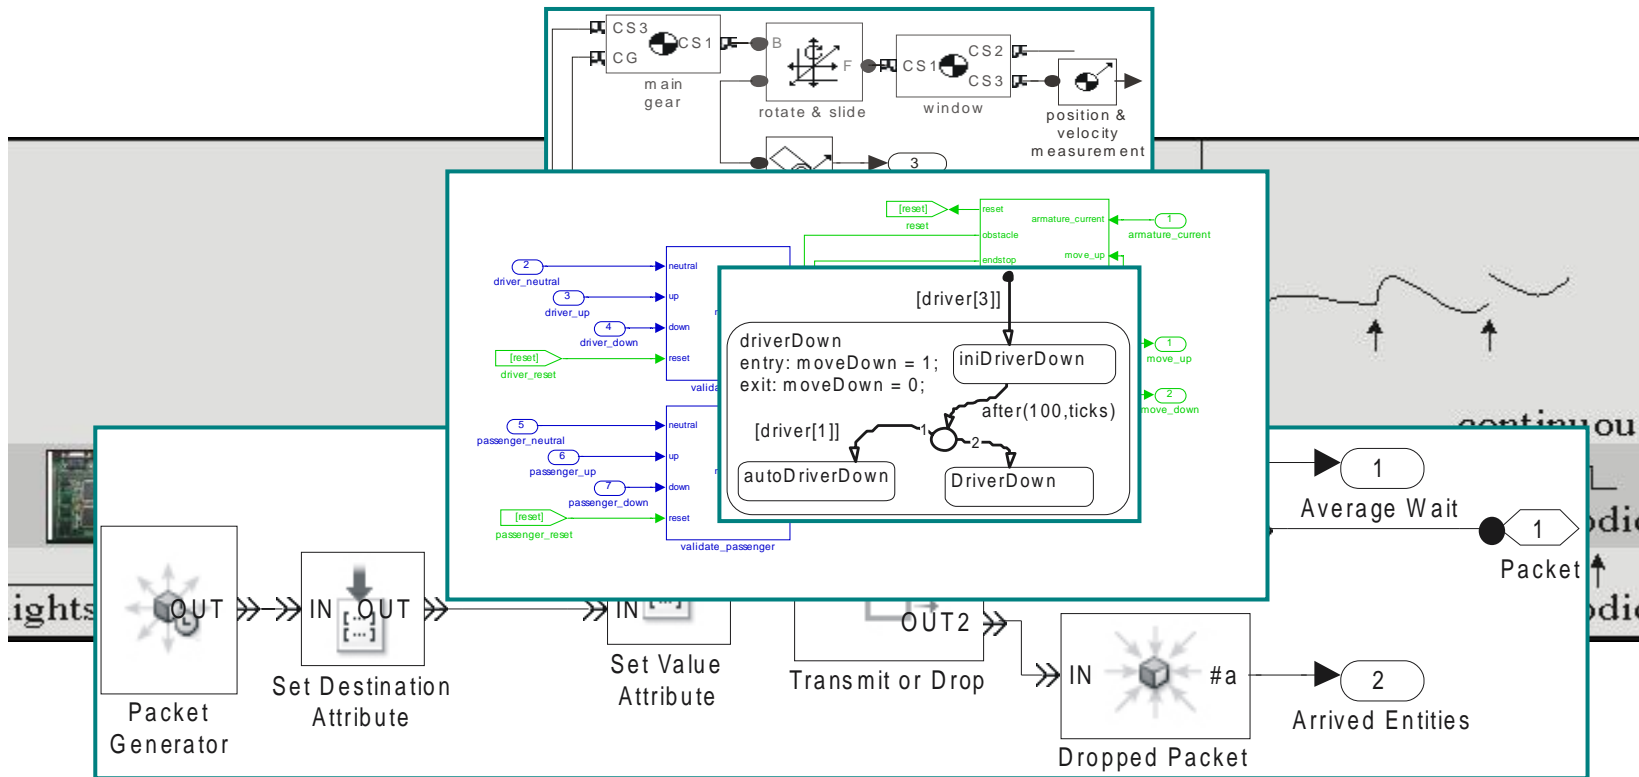 CS3
CG
CS1
main
gear
B
C
F
rotate & slide
CS1
CS2
CS3
window
position &
velocity
measurement
3
[reset]
reset
reset
obstacle
endstop
armature_current
move_up
1
armature_current
2
driver_neutral
3
driver_up
4
driver_down
[reset]
driver_reset
neutral
up
down
reset
5
passenger_neutral
6
passenger_up
7
passenger_down
[reset]
passenger_reset
neutral
up
down
reset
validate_passenger
1
move_up
2
move_down
[driver[3]]
driverDown
entry: moveDown = 1;
exit: moveDown = 0;
iniDriverDown
after(100,ticks)
[driver[1]]
1
2
autoDriverDown
DriverDown
1
Average Wait
1
Packet
OUT
Packet
Generator
IN
OUT
Set Destination
Attribute
IN
Set Value
Attribute
OUT2
Transmit or Drop
IN
#a
Dropped Packet
2
Arrived Entities